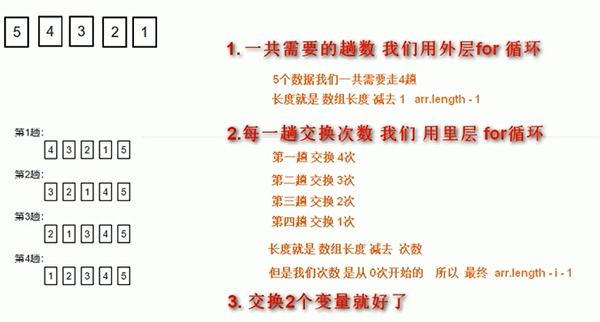 5 4 3 2 1
1. 一共需要的趟数 我们用外层for 循环
5个数据我们一共需要走4趟
长度就是 数组长度 减去 1 arr.length - 1
第1趟:
4 3 2 1 5
第2趟:
3 2 1 4 5
第3趟:
2 1 3 4 5
第4趟:
1 2 3 4 5
2.每一趟交换次数 我们 用里层 for循环
第一趟 交换 4次
第二趟 交换 3次
第三趟 交换 2次
第四趟 交换 1次
长度就是 数组长度 减去 次数
但是我们次数 是从 0次开始的 所以 最终 arr.length - i - 1
3. 交换2个变量就好了